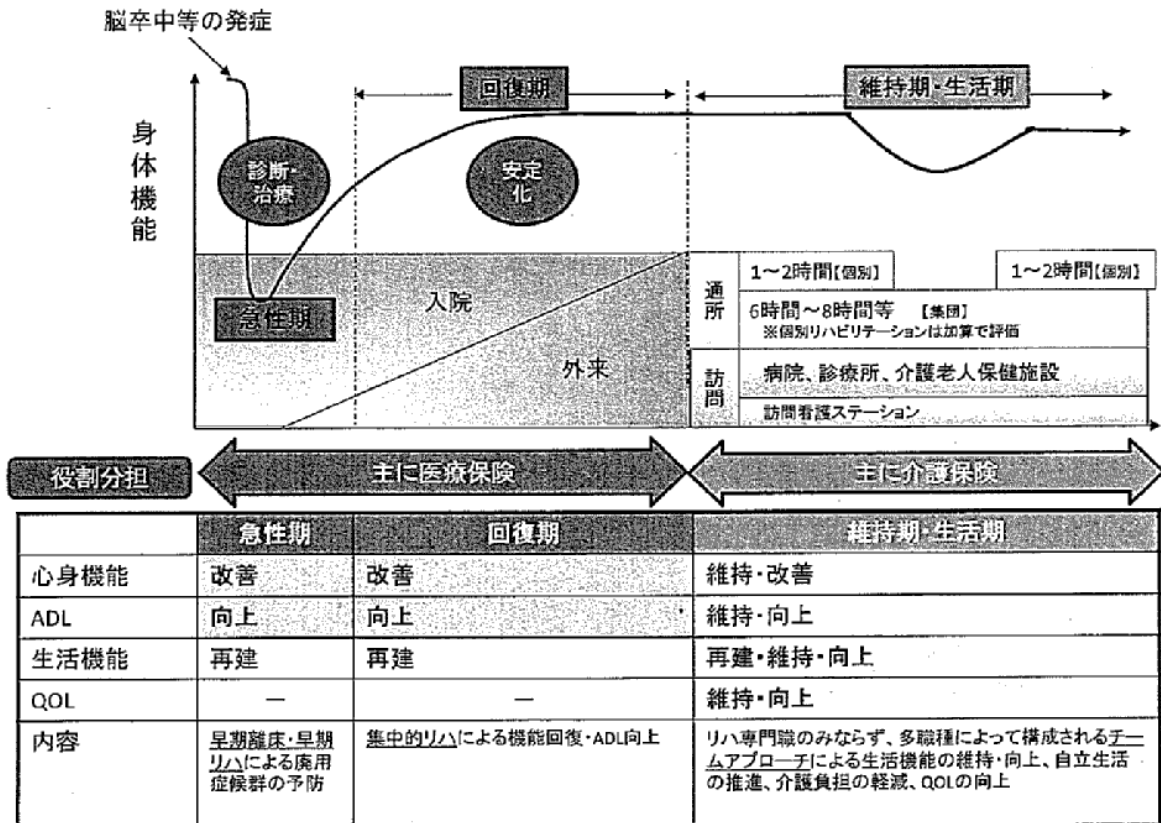 脳卒中等の発症
身体機能
回復期
維持期・生活期
診断・
治療
安定
化
急性期
入院
外来
通所
1～2時間【個別】
1～2時間【個別】
6時間～8時間等 【集団】
※個別リハビリテーションは加算で評価
訪問
病院、診療所、介護老人保健施設
訪問看護ステーション
役割分担
主に医療保険
主に介護保険
急性期 回復期 維持期・生活期
心身機能 改善 改善 維持・改善
ADL 向上 向上 維持・向上
生活機能 再建 再建 再建・維持・向上
QOL － － 維持・向上
内容
早期離床・早期
リハによる廃用
症候群の予防
集中的リハによる機能回復・ADL向上
リハ専門職のみならず、多職種によって構成されるチー
ムアプローチによる生活機能の維持・向上、自立生活
の推進、介護負担の軽減、QOLの向上